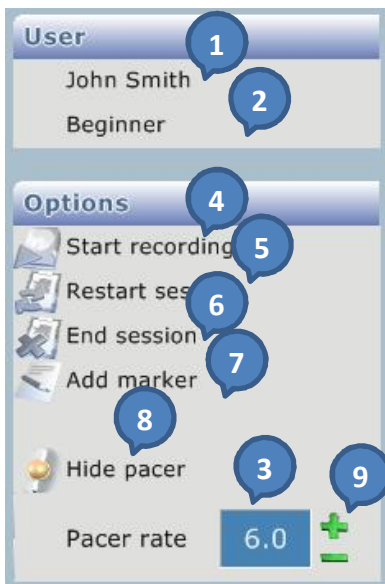 User
1
John Smith
2
Beginner
Options
4
Start recording
5
Restart ses
6
End session
7
Add marker
8
Hide pacer
3
9
Pacer rate 6.0